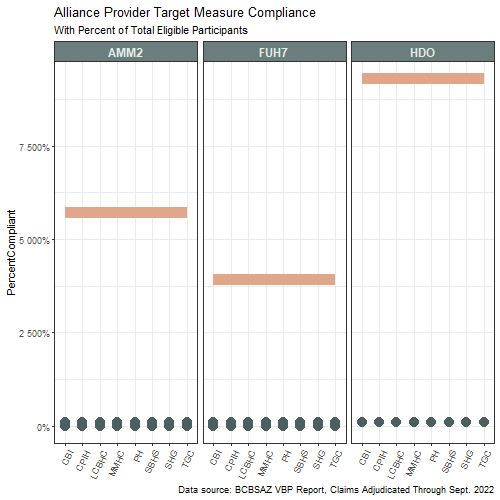 Alliance Provider Target Measure Compliance
With Percent of Total Eligible Participants
AMM2 FUH7 HDO
PercentCompliant
7 500%
5 000%
2 500%
0%
CBI CPIH LCBHC MMHC PH SBHS SHG TGC CBI CPIH LCBHC MMHC PH SBHS SHG TGC CBI CPIH LCBHC MMHC PH SBHS SHG TGC
Data source: BCBSAZ VBP Report, Claims Adjudicated Through Sept. 2022